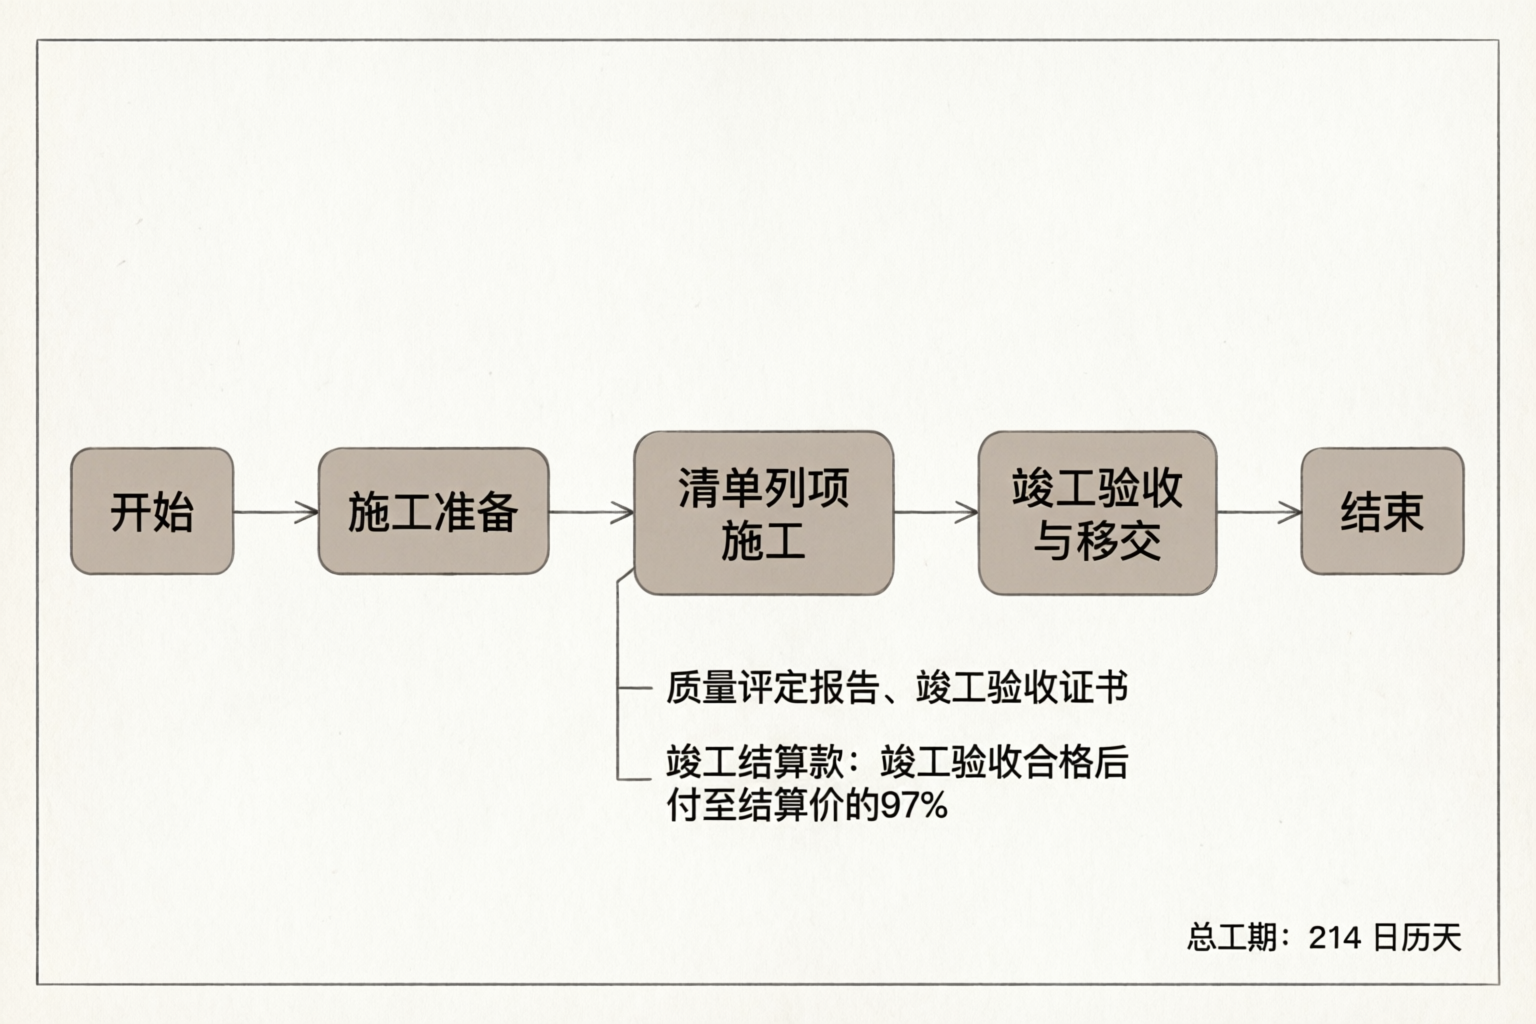 开始
施工准备
清单列项
施工
竣工验收
与移交
结束
质量评定报告、竣工验收证书
竣工结算款：竣工验收合格后
付至结算价的97%
总工期：214 日历天